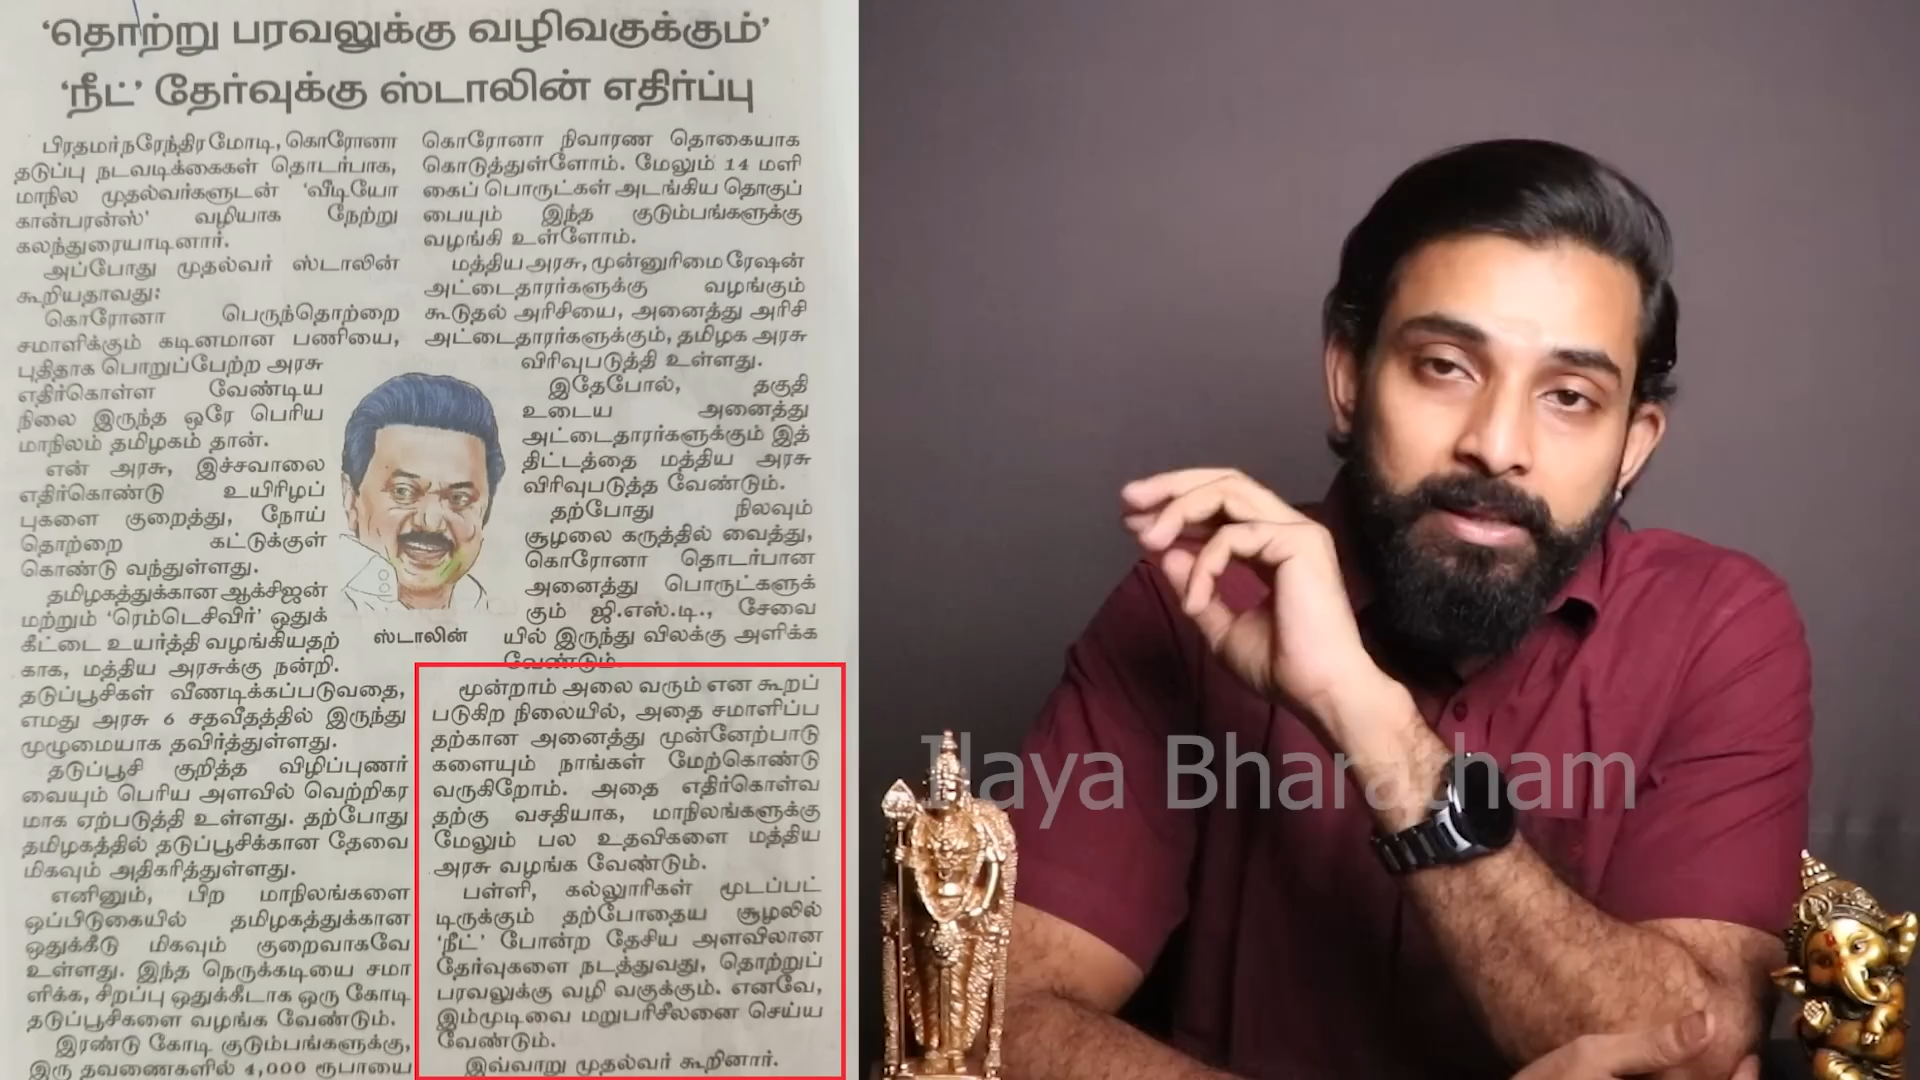 ‘தொற்று பரவலுக்கு வழிவகுக்கும்’
‘நீட்’ தேர்வுக்கு ஸ்டாலின் எதிர்ப்பு
பிரதமர் நரேந்திர மோடி, கொரோனா
தடுப்பு நடவடிக்கைகள் தொடர்பாக,
மாநில முதல்வர்களுடன் ‘வீடியோ
கான்பரன்ஸ்’ வழியாக நேற்று
கலந்துரையாடினார்.
அப்போது முதல்வர் ஸ்டாலின்
கூறியதாவது:
கொரோனா பெருந்தொற்றை
சமாளிக்கும் கடினமான பணியை,
புதிதாக பொறுப்பேற்ற அரசு
எதிர்கொள்ள வேண்டிய
நிலை இருந்த ஒரே பெரிய
மாநிலம் தமிழகம் தான்.
என் அரசு, இச்சவாலை
எதிர்கொண்டு உயிரிழப்
புகளை குறைத்து, நோய்
தொற்றை கட்டுக்குள்
கொண்டு வந்துள்ளது.
தமிழகத்துக்கான ஆக்சிஜன்
மற்றும் ‘ரெம்டெசிவிர்’ ஒதுக்
கீட்டை உயர்த்தி வழங்கியதற்
காக, மத்திய அரசுக்கு நன்றி.
தடுப்பூசிகள் வீணடிக்கப்படுவதை,
எமது அரசு 6 சதவீதத்தில் இருந்து
முழுமையாக தவிர்த்துள்ளது.
தடுப்பூசி குறித்த விழிப்புணர்
வையும் பெரிய அளவில் வெற்றிகர
மாக ஏற்படுத்தி உள்ளது. தற்போது
தமிழகத்தில் தடுப்பூசிக்கான தேவை
மிகவும் அதிகரித்துள்ளது.
எனினும், பிற மாநிலங்களை
ஒப்பிடுகையில் தமிழகத்துக்கான
ஒதுக்கீடு மிகவும் குறைவாகவே
உள்ளது. இந்த நெருக்கடியை சமா
ளிக்க, சிறப்பு ஒதுக்கீடாக ஒரு கோடி
தடுப்பூசிகளை வழங்க வேண்டும்.
இரண்டு கோடி குடும்பங்களுக்கு,
இரு தவணைகளில் 4,000 ரூபாயை
ஸ்டாலின்
கொரோனா நிவாரண தொகையாக
கொடுத்துள்ளோம். மேலும் 14 மளி
கைப் பொருட்கள் அடங்கிய தொகுப்
பையும் இந்த குடும்பங்களுக்கு
வழங்கி உள்ளோம்.
மத்திய அரசு, முன்னுரிமை ரேஷன்
அட்டைதாரர்களுக்கு வழங்கும்
கூடுதல் அரிசியை, அனைத்து அரிசி
அட்டைதாரர்களுக்கும், தமிழக அரசு
விரிவுபடுத்தி உள்ளது.
இதேபோல், தகுதி
உடைய அனைத்து
அட்டைதாரர்களுக்கும் இத்
திட்டத்தை மத்திய அரசு
விரிவுபடுத்த வேண்டும்.
தற்போது நிலவும்
சூழலை கருத்தில் வைத்து,
கொரோனா தொடர்பான
அனைத்து பொருட்களுக்
கும் ஜி.எஸ்.டி., சேவை
யில் இருந்து விலக்கு அளிக்க
வேண்டும்.
மூன்றாம் அலை வரும் என கூறப்
படுகிற நிலையில், அதை சமாளிப்ப
தற்கான அனைத்து முன்னேற்பாடு
களையும் நாங்கள் மேற்கொண்டு
வருகிறோம். அதை எதிர்கொள்வ
தற்கு வசதியாக, மாநிலங்களுக்கு
மேலும் பல உதவிகளை மத்திய
அரசு வழங்க வேண்டும்.
பள்ளி, கல்லூரிகள் மூடப்பட்
டிருக்கும் தற்போதைய சூழலில்
‘நீட்’ போன்ற தேசிய அளவிலான
தேர்வுகளை நடத்துவது, தொற்றுப்
பரவலுக்கு வழி வகுக்கும். எனவே,
இம்முடிவை மறுபரிசீலனை செய்ய
வேண்டும்.
இவ்வாறு முதல்வர் கூறினார்.
Ilaya Bharatham